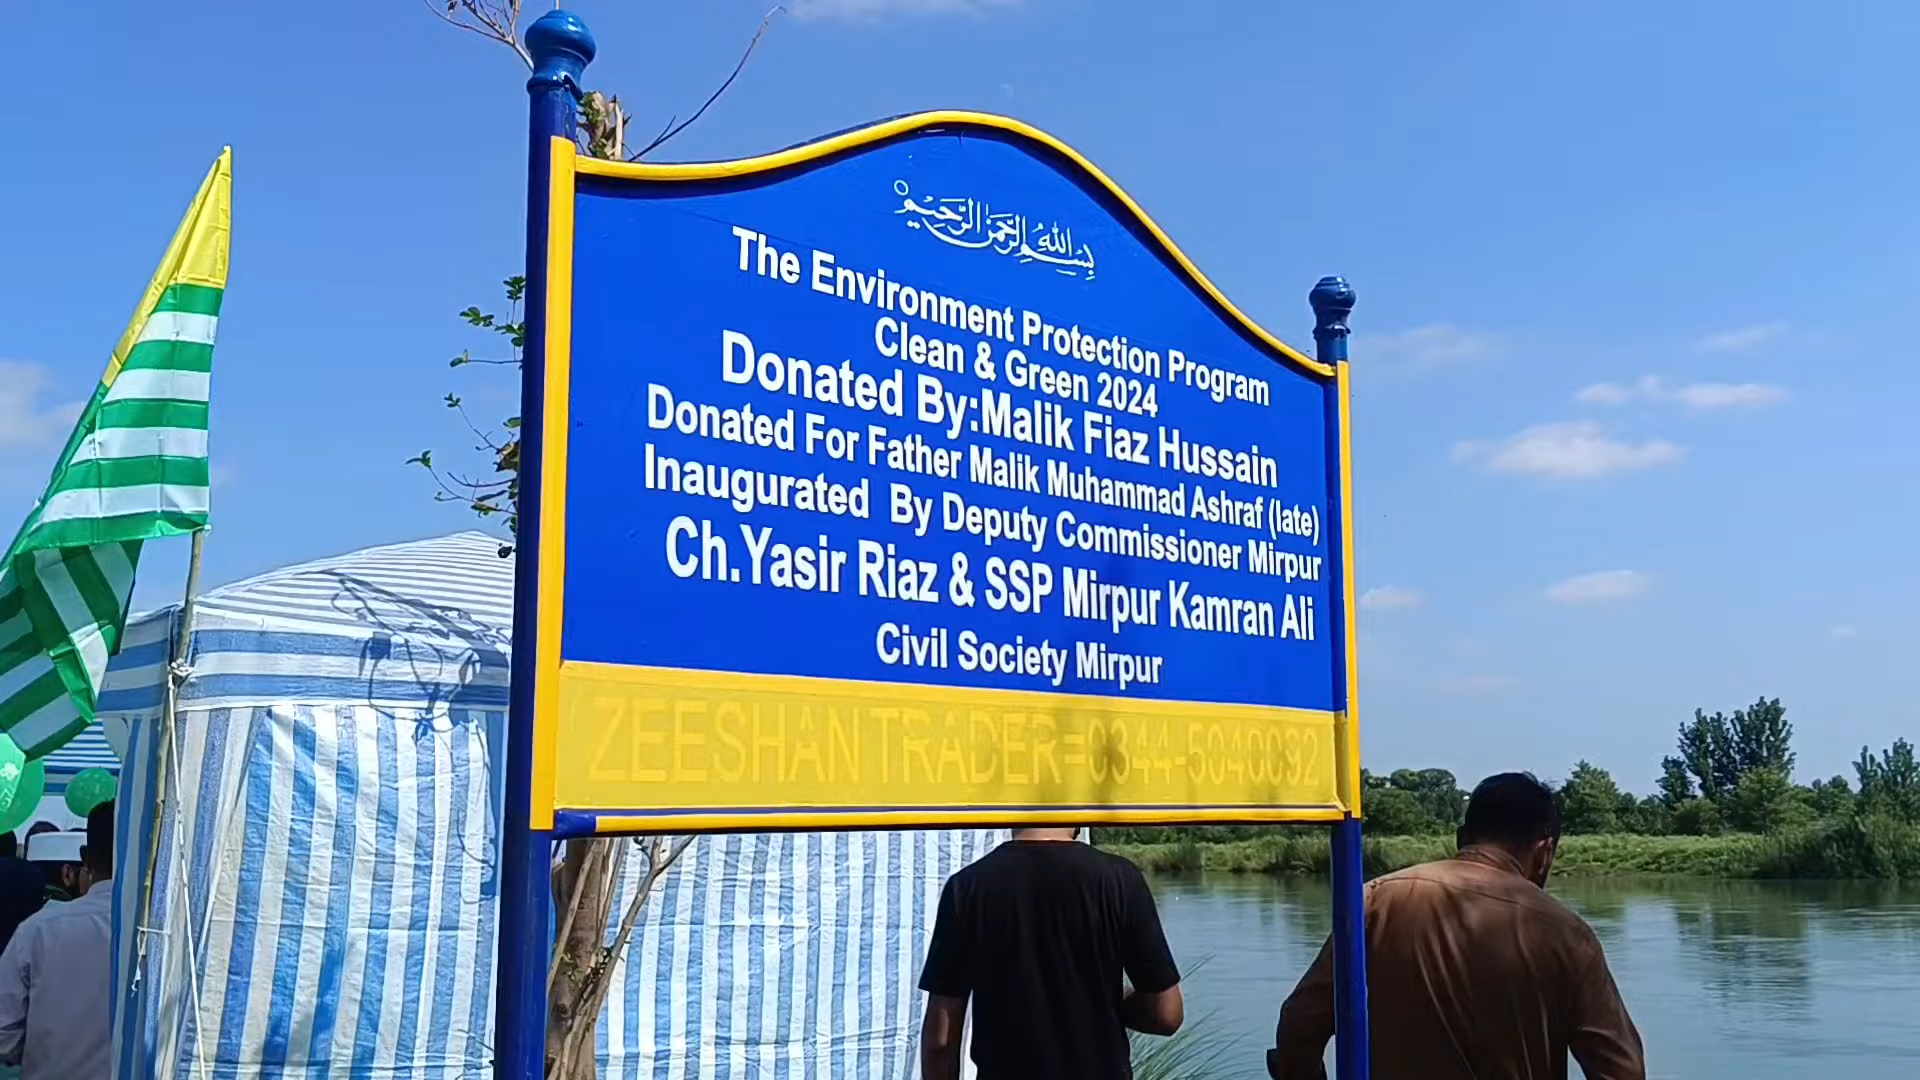 بسم الله الرحمن الرحيم
The Environment Protection Program
Clean & Green 2024
Donated By:Malik Fiaz Hussain
Donated For Father Malik Muhammad Ashraf (late)
Inaugurated By Deputy Commissioner Mirpur
Ch.Yasir Riaz & SSP Mirpur Kamran Ali
Civil Society Mirpur
ZEESHAN TRADER=0344-5040092